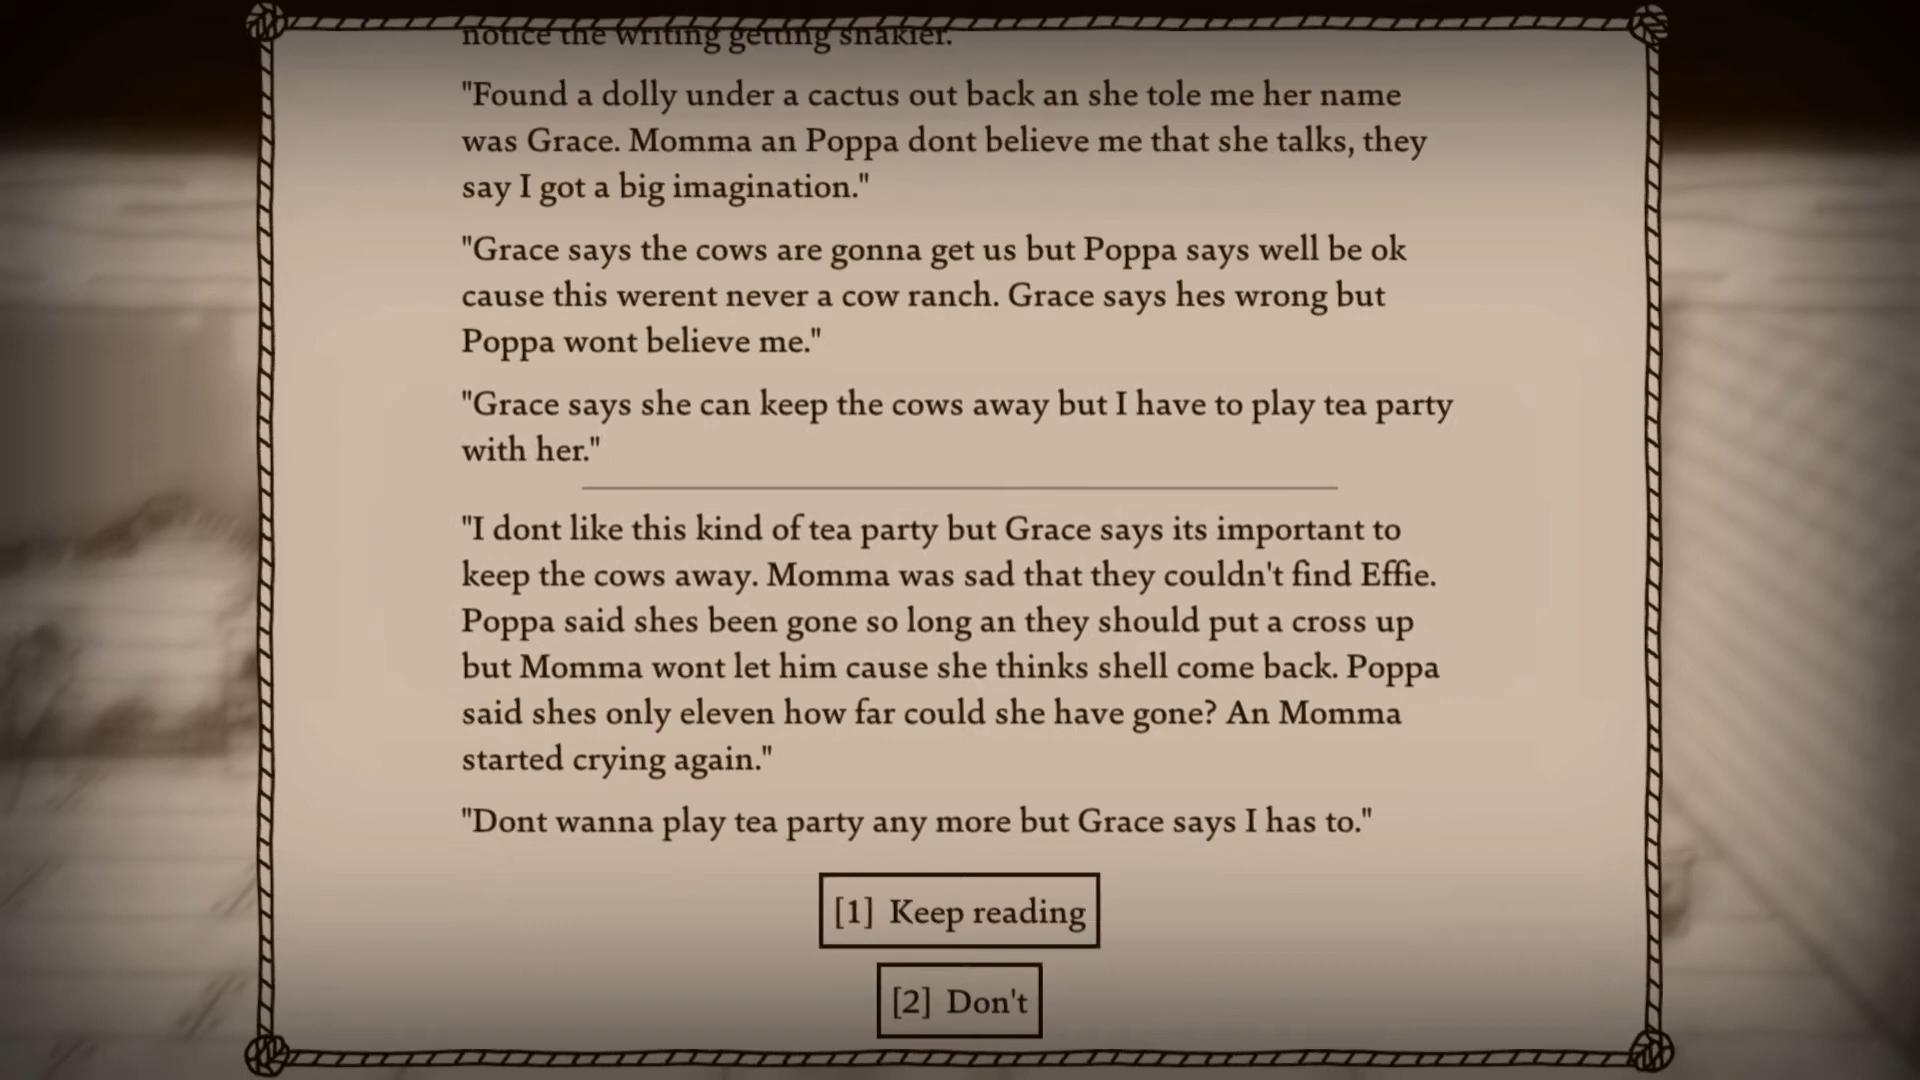 notice the writing getting shakier.
"Found a dolly under a cactus out back an she tole me her name
was Grace. Momma an Poppa dont believe me that she talks, they
say I got a big imagination."
"Grace says the cows are gonna get us but Poppa says well be ok
cause this werent never a cow ranch. Grace says hes wrong but
Poppa wont believe me."
"Grace says she can keep the cows away but I have to play tea party
with her."
"I dont like this kind of tea party but Grace says its important to
keep the cows away. Momma was sad that they couldn't find Effie.
Poppa said shes been gone so long an they should put a cross up
but Momma wont let him cause she thinks shell come back. Poppa
said shes only eleven how far could she have gone? An Momma
started crying again."
"Dont wanna play tea party any more but Grace says I has to."
[1] Keep reading
[2] Don't